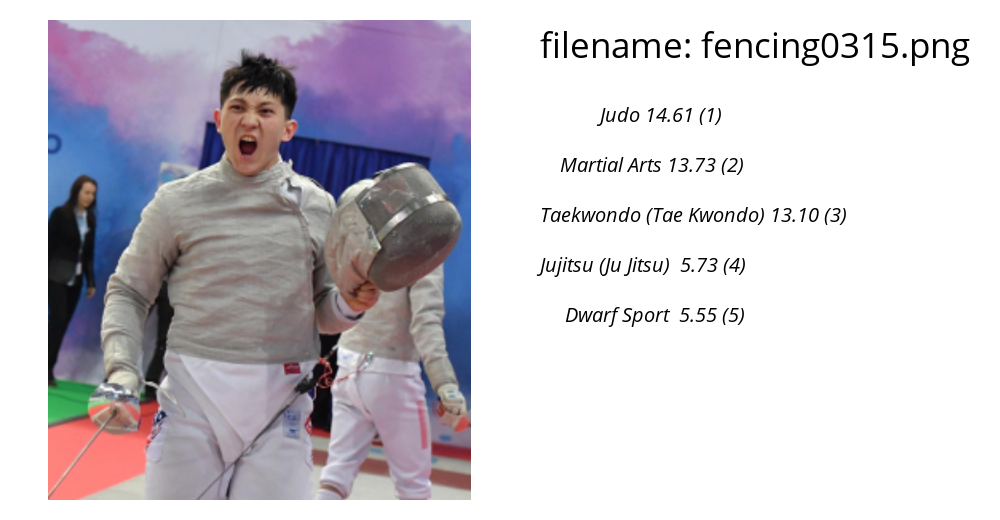 filename: fencing0315.png
Judo 14.61 (1)
Martial Arts 13.73 (2)
Taekwondo (Tae Kwondo) 13.10 (3)
Jujitsu (Ju Jitsu) 5.73 (4)
Dwarf Sport 5.55 (5)